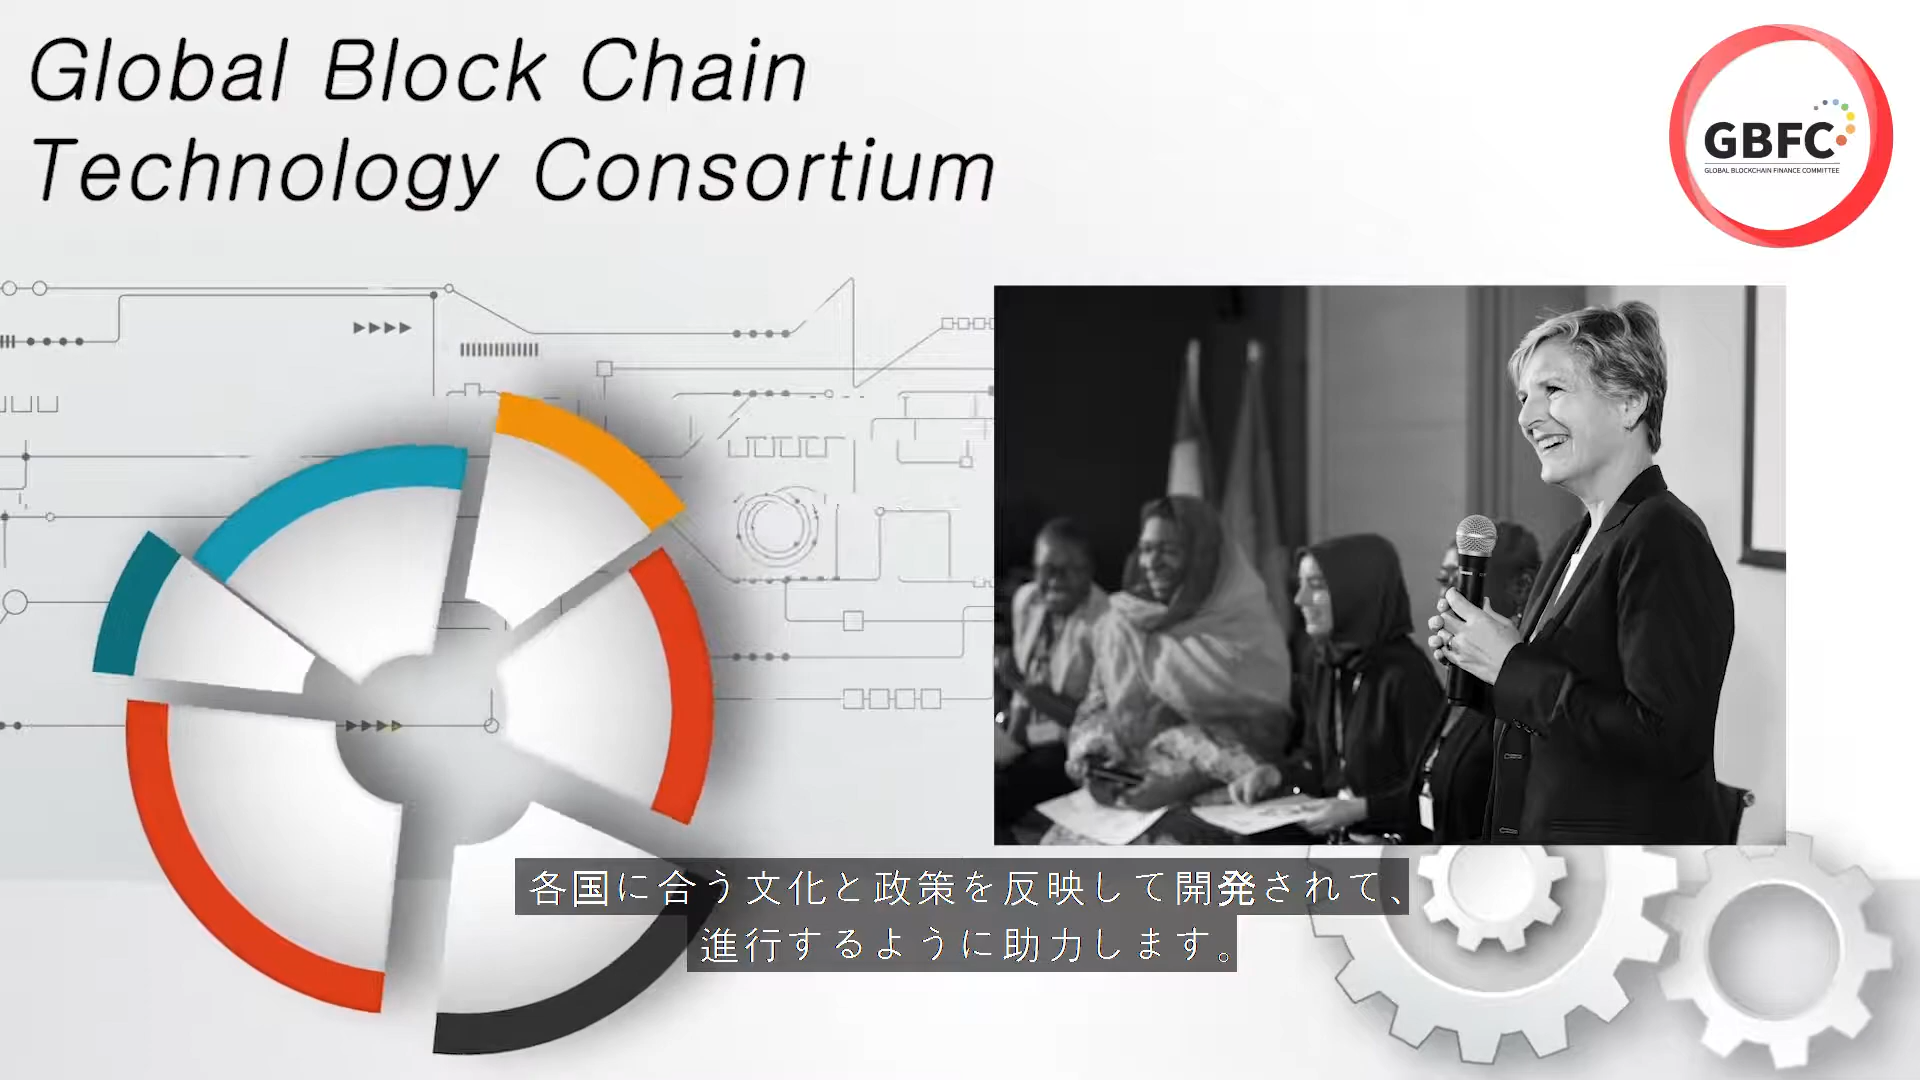 Global Block Chain
Technology Consortium
GBFC
GLOBAL BLOCKCHAIN FINANCE COMMITTEE
各国に合う文化と政策を反映して開発されて、
進行するように助力します。